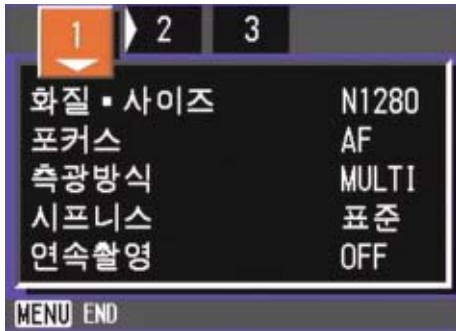 1 2 3
화질▪사이즈 N1280
포커스 AF
측광방식 MULTI
시프니스 표준
연속촬영 OFF
MENU END